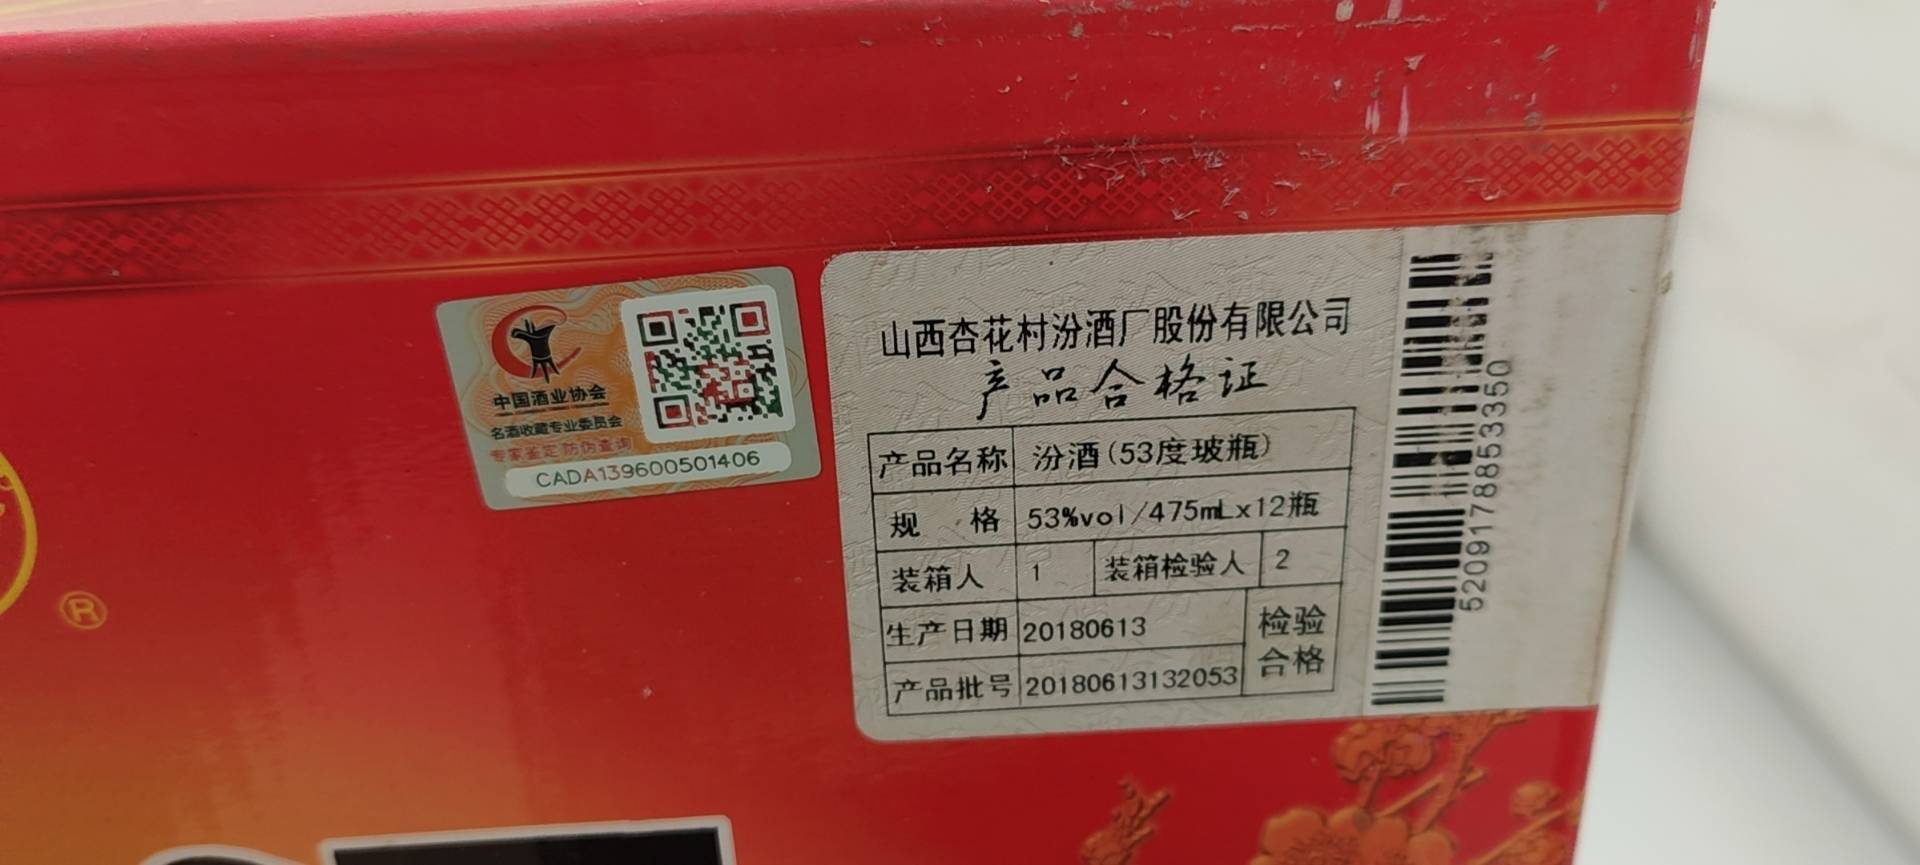 ®
中国酒业协会
名酒收藏专业委员会
专家鉴定 防伪查询
CADA139600501406
山西杏花村汾酒厂股份有限公司
产品合格证
产品名称 汾酒(53度玻瓶)
规 格 53%vol/475mLx12瓶
装箱人 1 装箱检验人 2
生产日期 20180613 检验
产品批号 20180613132053 合格
5209178853350